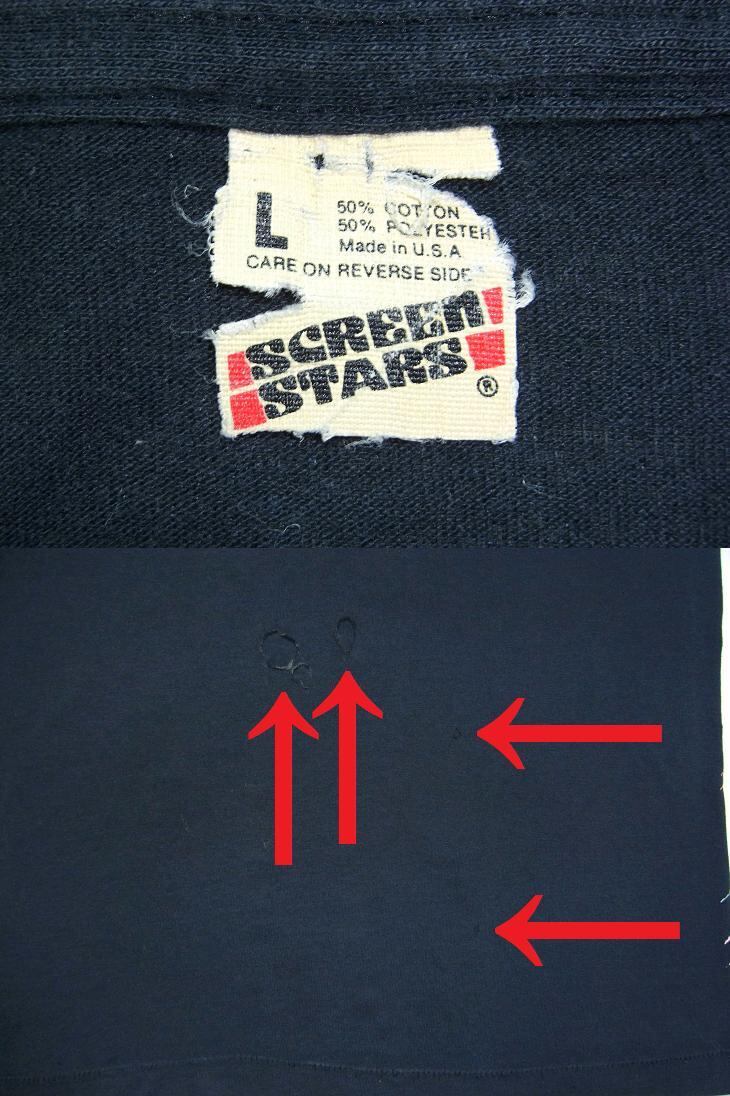 L
50% COTTON
50% POLYESTER
Made in U.S.A
CARE ON REVERSE SIDE
SCREEN
STARS
®